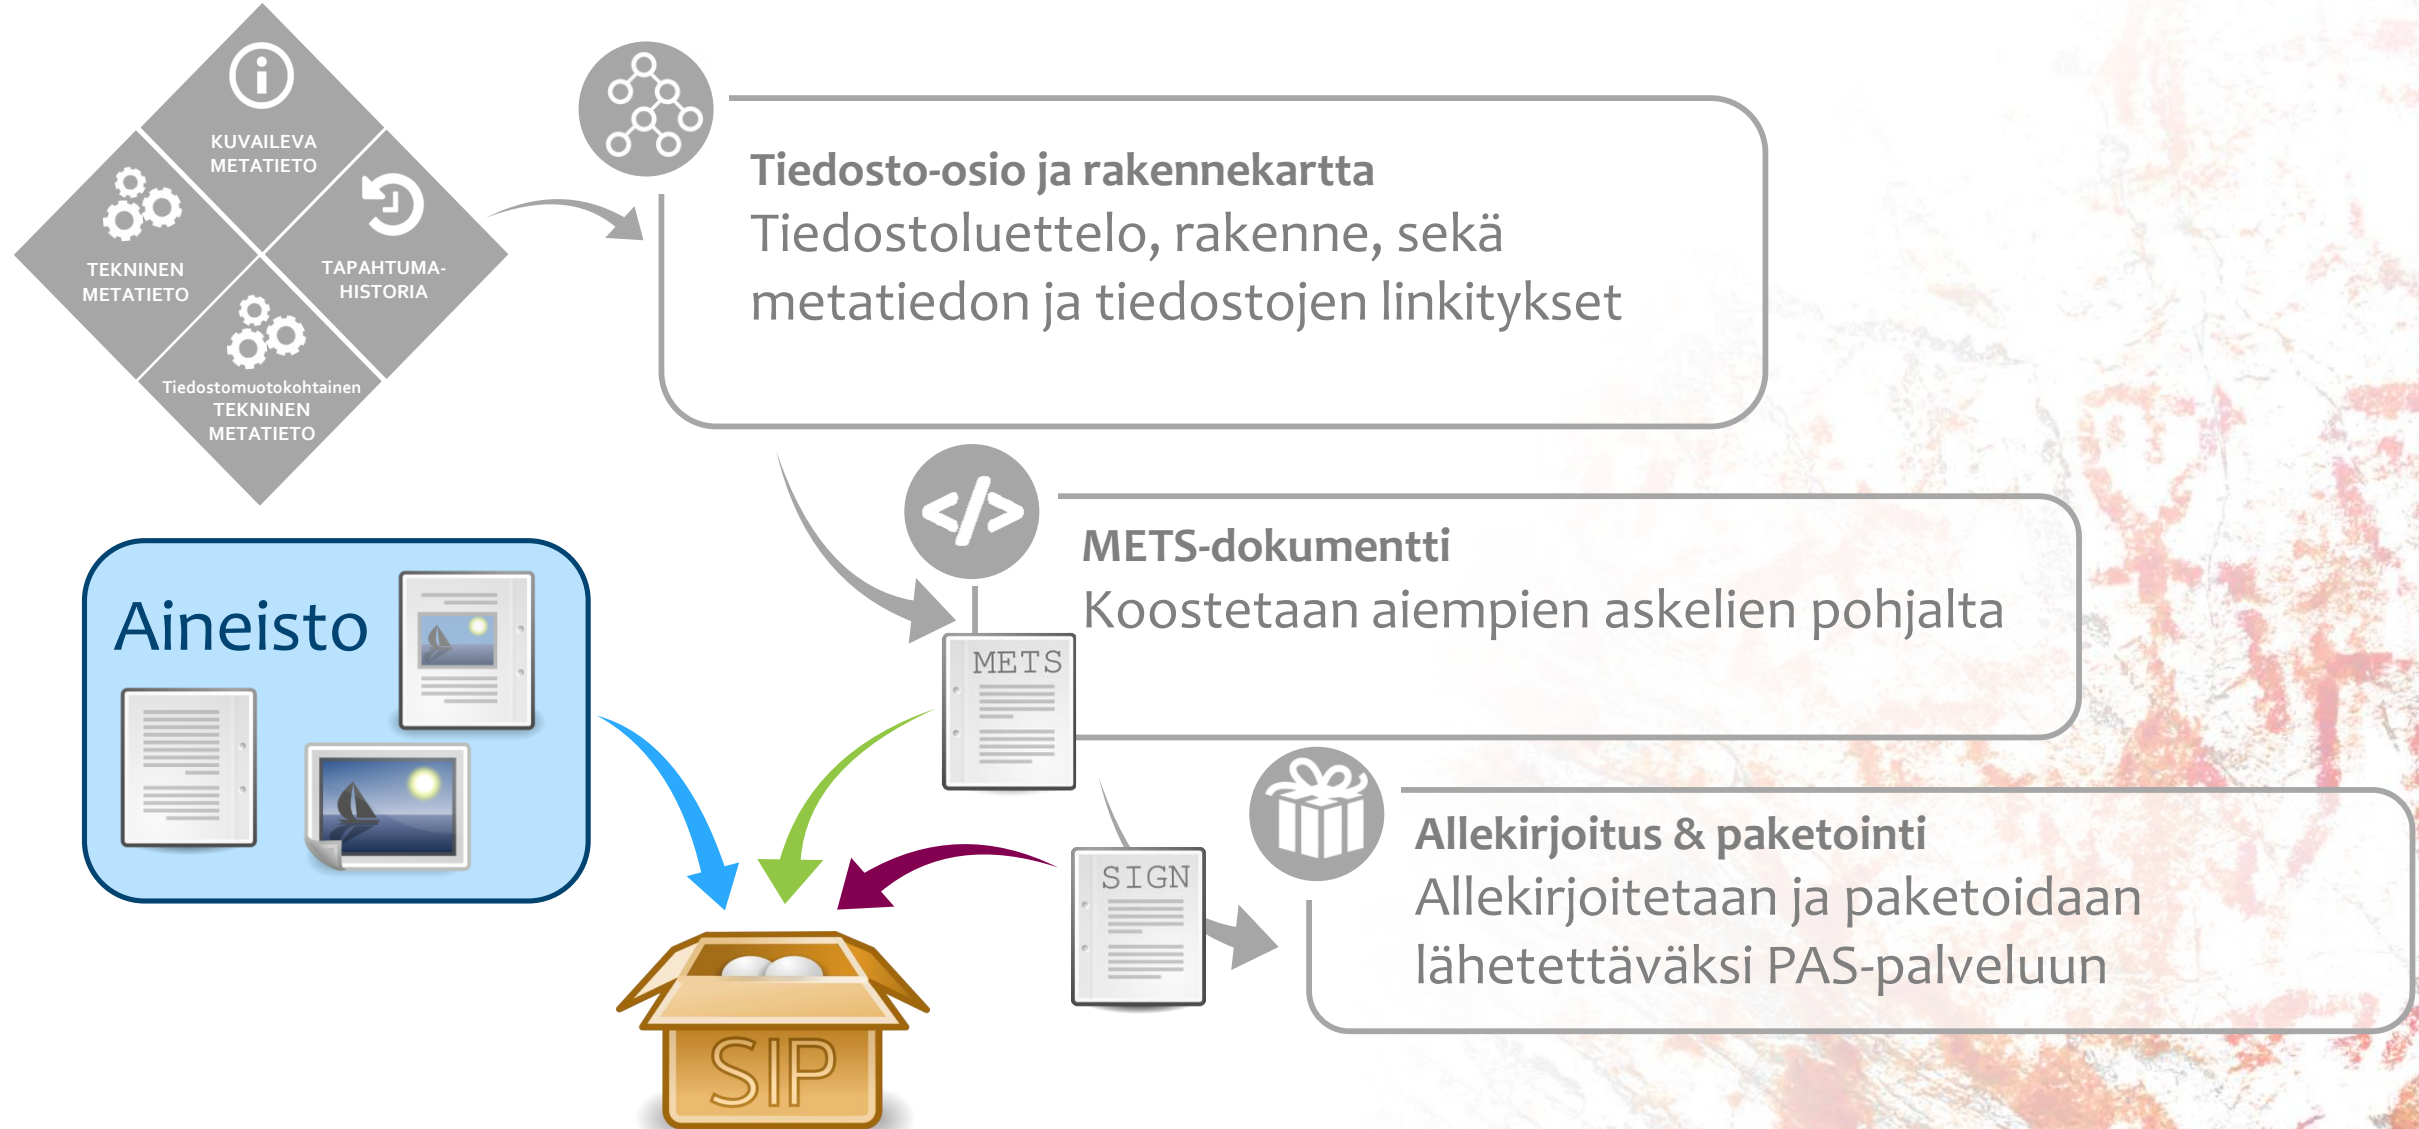 KUVAILEVA
METATIETO
TEKNINEN
METATIETO
TAPAHTUMA-
HISTORIA
Tiedostomuotokohtainen
TEKNINEN
METATIETO
Tiedosto-osio ja rakennekartta
Tiedostoluettelo, rakenne, sekä
metatiedon ja tiedostojen linkitykset
METS-dokumentti
Koostetaan aiempien askelien pohjalta
METS
Aineisto
Allekirjoitus & paketointi
Allekirjoitetaan ja paketoidaan
lähetettäväksi PAS-palveluun
SIGN
SIP